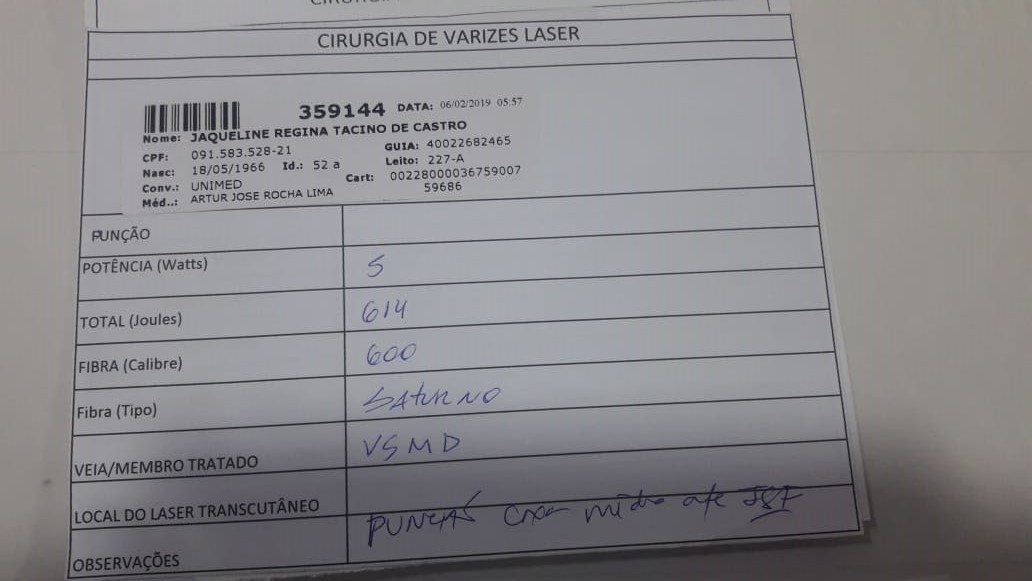 CIRURGIA DE VARIZES LASER
359144 DATA: 06/02/2019 05:57
Nome: JAQUELINE REGINA TACINO DE CASTRO
CPF: 091.583.528-21 GUIA: 40022682465
Nasc: 18/05/1966 Id.: 52 a Leito: 227-A
Conv.: UNIMED Cart: 00228000036759007
59686
Méd..: ARTUR JOSE ROCHA LIMA
PUNÇÃO
POTÊNCIA (Watts) 5
TOTAL (Joules) 614
FIBRA (Calibre) 600
Fibra (Tipo) SATURNO
VEIA/MEMBRO TRATADO VSMD
LOCAL DO LASER TRANSCUTÂNEO
OBSERVAÇÕES até